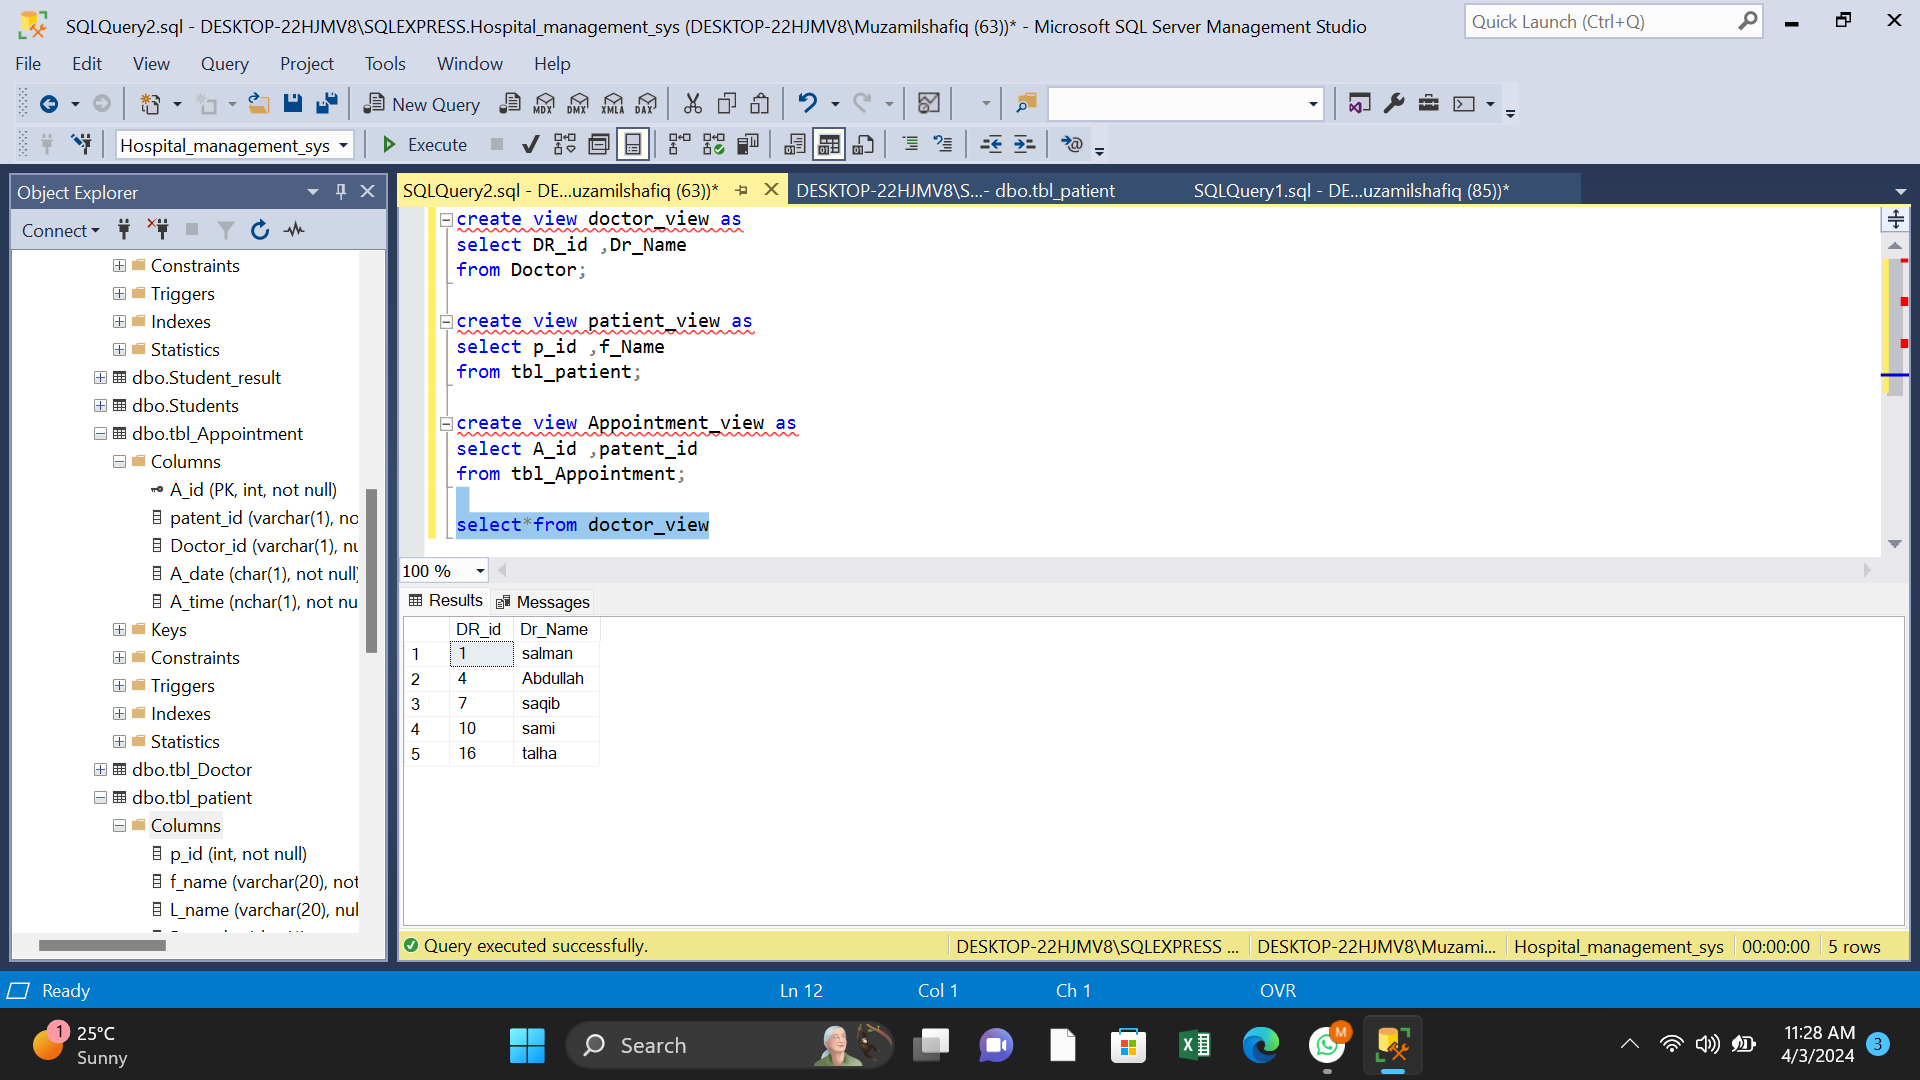 SQLQuery2.sql - DESKTOP-22HJMV8\SQLEXPRESS.Hospital_management_sys (DESKTOP-22HJMV8\Muzamilshafiq (63))* - Microsoft SQL Server Management Studio
Quick Launch (Ctrl+Q)
File Edit View Query Project Tools Window Help
New Query MDX DMX XMLA DAX
Hospital_management_sys Execute
Object Explorer
SQLQuery2.sql - DE...uzamilshafiq (63))* DESKTOP-22HJMV8\S...- dbo.tbl_patient SQLQuery1.sql - DE...uzamilshafiq (85))*
Connect
Constraints
Triggers
Indexes
Statistics
dbo.Student_result
dbo.Students
dbo.tbl_Appointment
Columns
A_id (PK, int, not null)
patent_id (varchar(1), no
Doctor_id (varchar(1), nu
A_date (char(1), not null)
A_time (nchar(1), not nu
Keys
Constraints
Triggers
Indexes
Statistics
dbo.tbl_Doctor
dbo.tbl_patient
Columns
p_id (int, not null)
f_name (varchar(20), not
L_name (varchar(20), nul
create view doctor_view as
select DR_id ,Dr_Name
from Doctor;
create view patient_view as
select p_id ,f_Name
from tbl_patient;
create view Appointment_view as
select A_id ,patent_id
from tbl_Appointment;
select*from doctor_view
100 %
Results Messages
DR_id Dr_Name
1 1 salman
2 4 Abdullah
3 7 saqib
4 10 sami
5 16 talha
Query executed successfully. DESKTOP-22HJMV8\SQLEXPRESS ... DESKTOP-22HJMV8\Muzami... Hospital_management_sys 00:00:00 5 rows
Ready Ln 12 Col 1 Ch 1 OVR
1 25°C
Sunny
Search
M
11:28 AM
4/3/2024
3